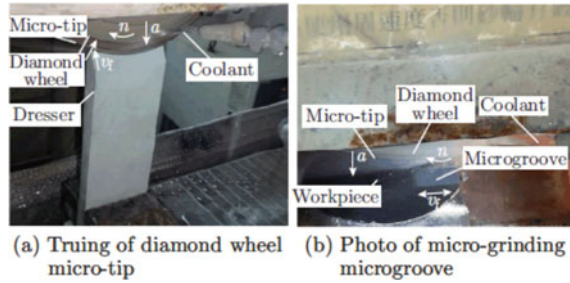 Micro-tip
n
a
Diamond
wheel
vf
Coolant
Dresser
Diamond
wheel
Coolant
Micro-tip
a
n
Microgroove
Workpiece
vf
(a) Truing of diamond wheel
micro-tip
(b) Photo of micro-grinding
microgroove